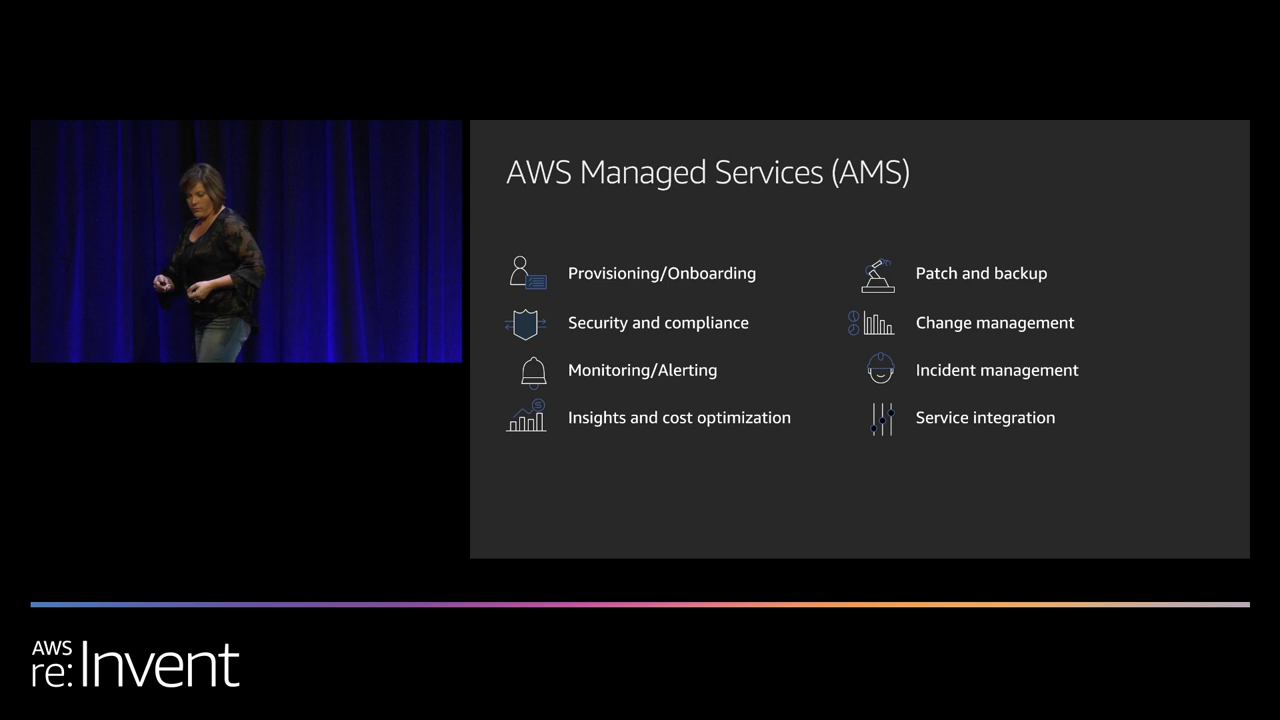 AWS Managed Services (AMS)
Provisioning/Onboarding
Security and compliance
Monitoring/Alerting
Insights and cost optimization
Patch and backup
Change management
Incident management
Service integration
AWS
re:Invent